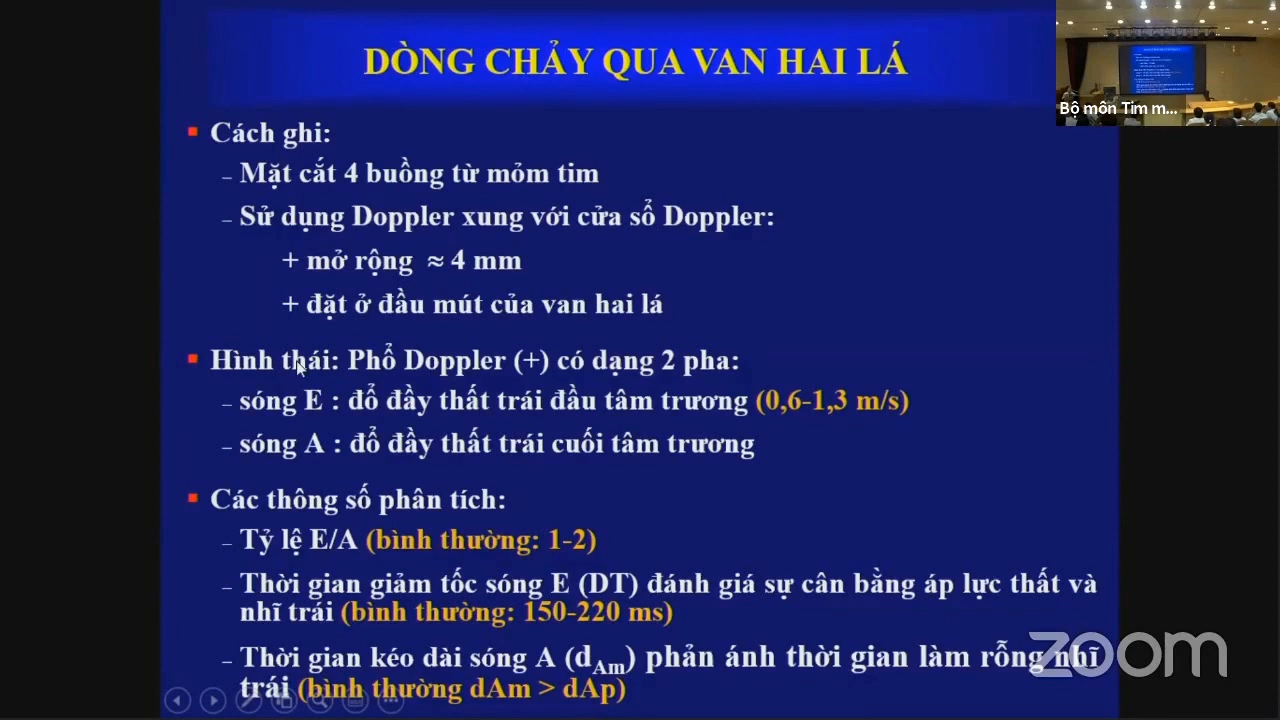 DÒNG CHẢY QUA VAN HAI LÁ
Bộ môn Tim m...
Cách ghi:
– Mặt cắt 4 buồng từ mỏm tim
– Sử dụng Doppler xung với cửa sổ Doppler:
+ mở rộng ≈ 4 mm
+ đặt ở đầu mút của van hai lá
Hình thái: Phổ Doppler (+) có dạng 2 pha:
– sóng E : đổ đầy thất trái đầu tâm trương (0,6-1,3 m/s)
– sóng A : đổ đầy thất trái cuối tâm trương
Các thông số phân tích:
– Tỷ lệ E/A (bình thường: 1-2)
– Thời gian giảm tốc sóng E (DT) đánh giá sự cân bằng áp lực thất và
nhĩ trái (bình thường: 150-220 ms)
– Thời gian kéo dài sóng A (dAm) phản ánh thời gian làm rỗng nhĩ
trái (bình thường dAm > dAp)
zoom